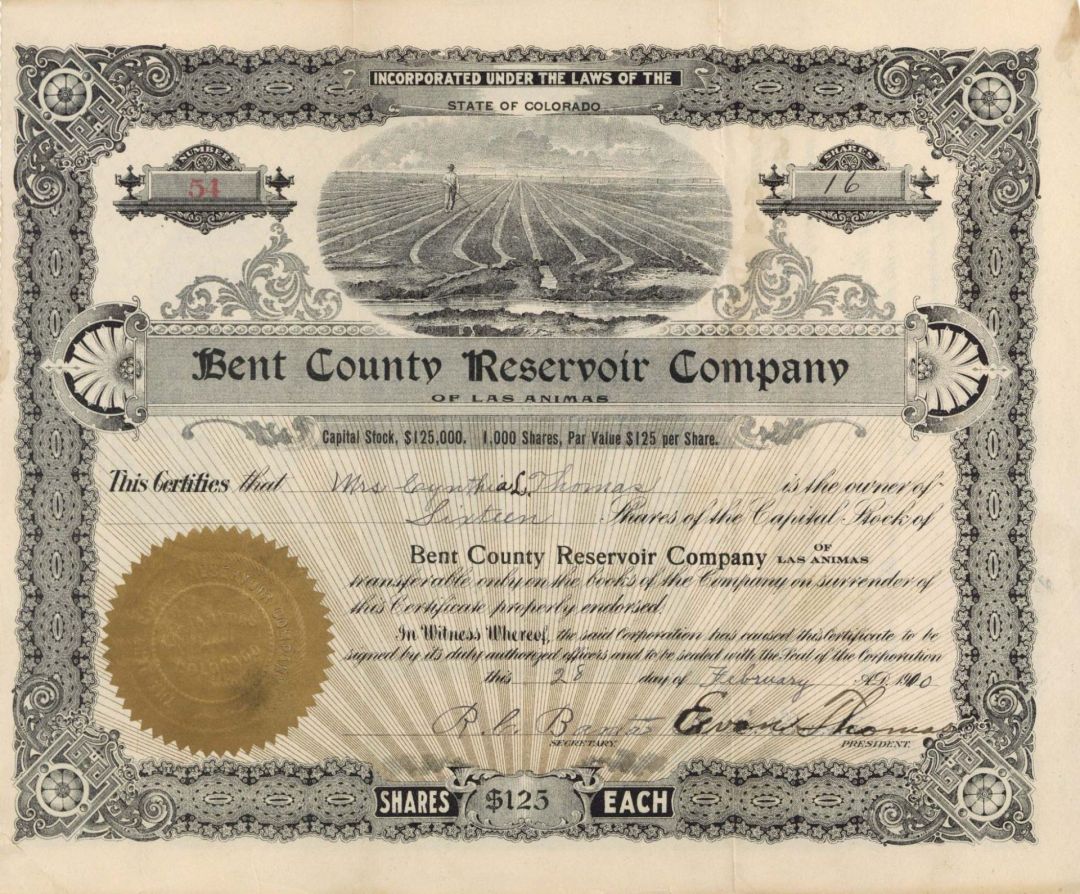 INCORPORATED UNDER THE LAWS OF THE
STATE OF COLORADO
NUMBER
54
SHARES
16
Bent County Reservoir Company
OF LAS ANIMAS
Capital Stock, $125,000. 1,000 Shares, Par Value $125 per Share.
This Certifies that Mrs Cynthia L. Thomas is the owner of
Sixteen Shares of the Capital Stock of
Bent County Reservoir Company OF LAS ANIMAS
transferable only on the books of the Company on surrender of
this Certificate properly endorsed.
In Witness Whereof, the said Corporation has caused this Certificate to be
signed by its duly authorized officers and to be sealed with the Seal of the Corporation
this 28 day of February A.D. 1900
R. C. Evan Thomas
SECRETARY. PRESIDENT.
SHARES $125 EACH